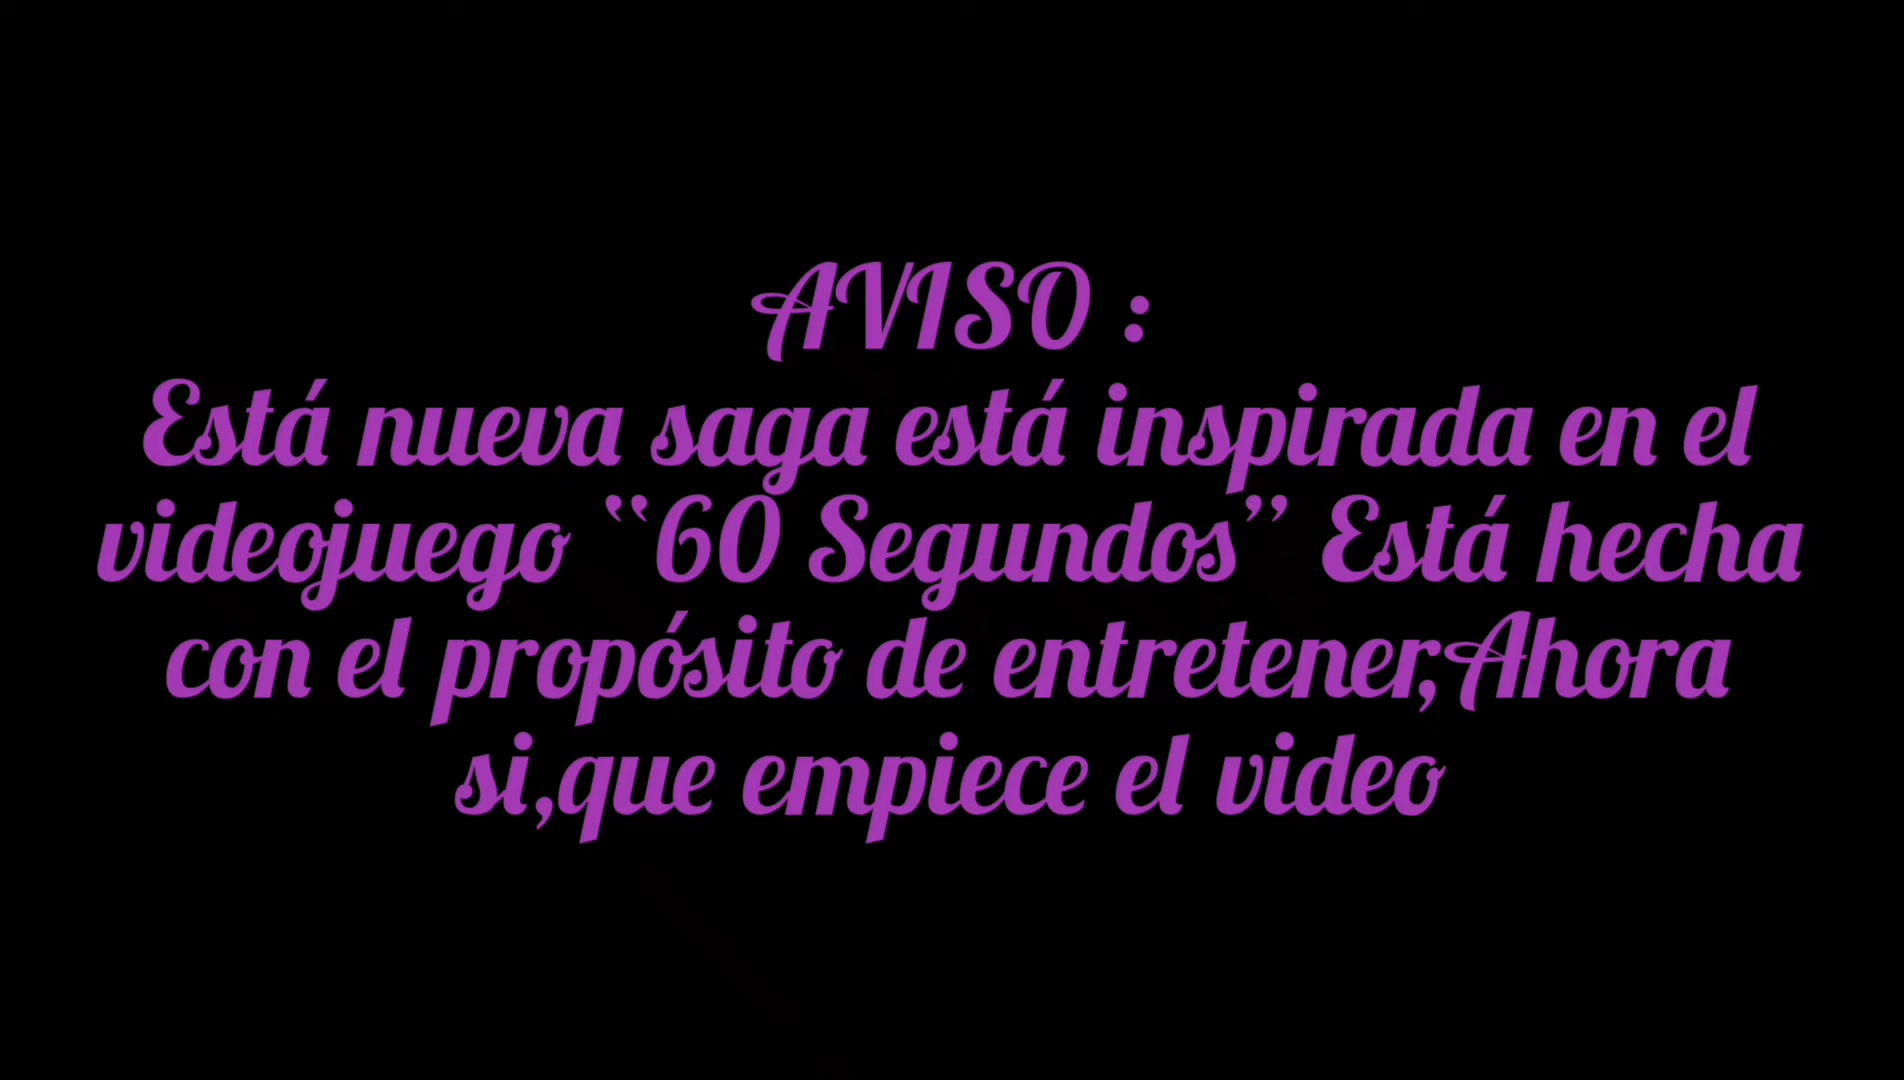 AVISO :
Está nueva saga está inspirada en el
videojuego “60 Segundos” Está hecha
con el propósito de entretener,Ahora
si,que empiece el video